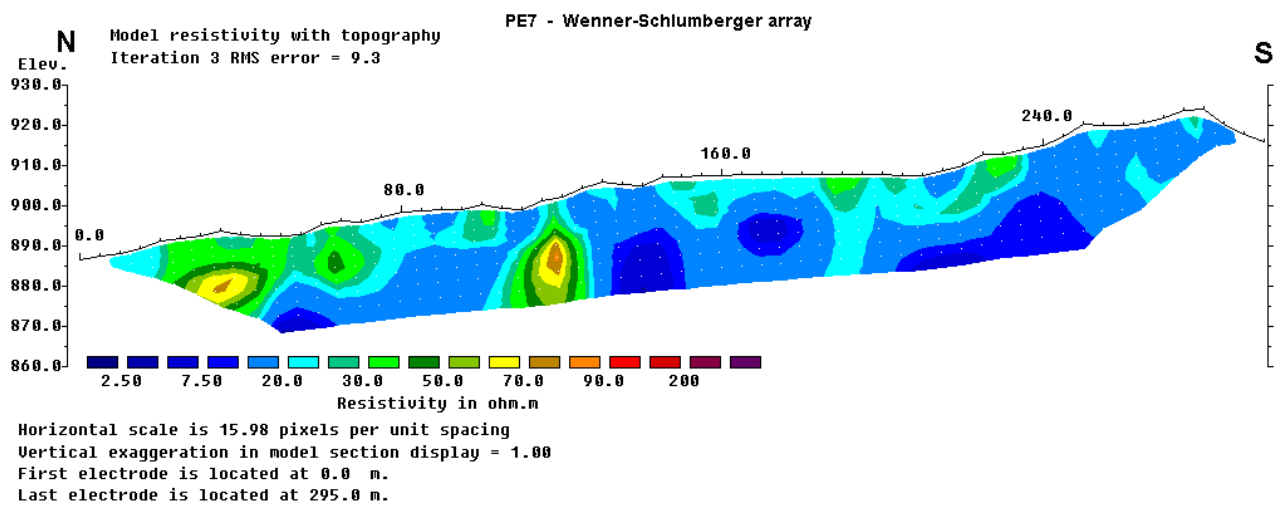 PE7 - Wenner-Schlumberger array
N
S
Model resistivity with topography
Iteration 3 RMS error = 9.3
Elev.
930.0
920.0
910.0
900.0
890.0
880.0
870.0
860.0
0.0
80.0
160.0
240.0
2.50 7.50 20.0 30.0 50.0 70.0 90.0 200
Resistivity in ohm.m
Horizontal scale is 15.98 pixels per unit spacing
Vertical exaggeration in model section display = 1.00
First electrode is located at 0.0 m.
Last electrode is located at 295.0 m.